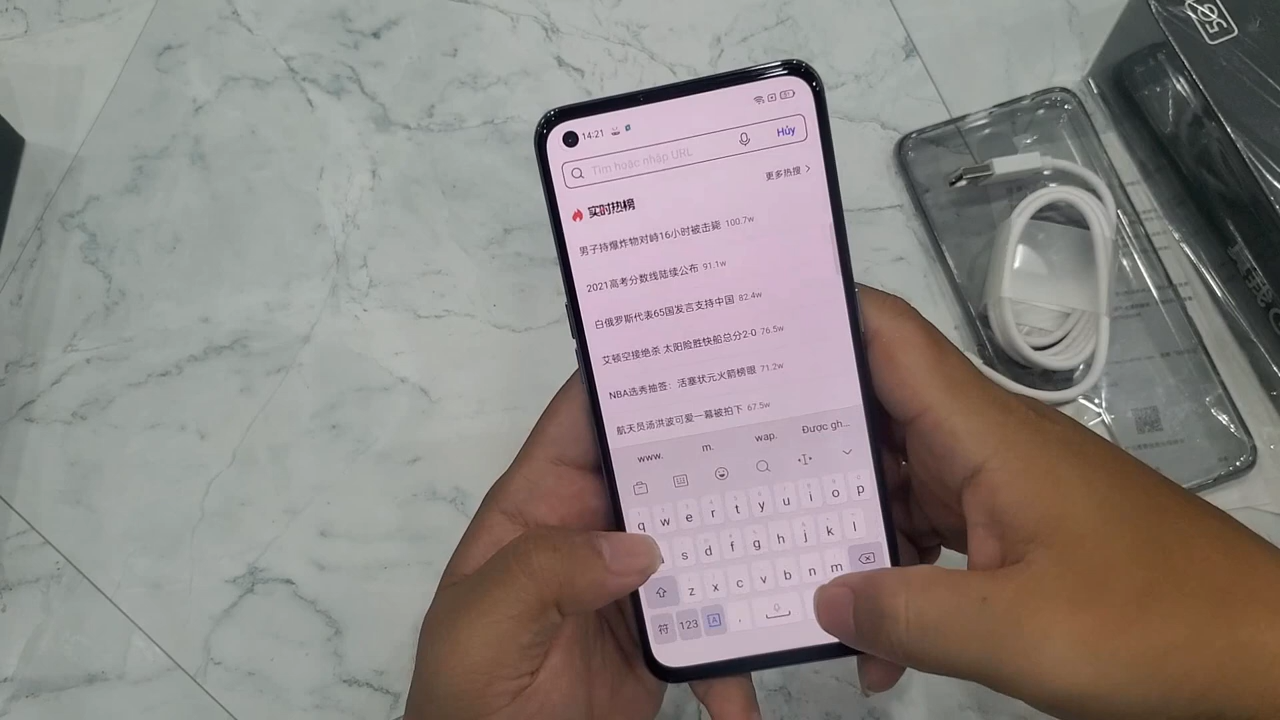 14:21
51
Tìm hoặc nhập URL
Hủy
实时热榜
更多热搜
男子持爆炸物对峙16小时被击毙 100.7w
2021高考分数线陆续公布 91.1w
白俄罗斯代表65国发言支持中国 82.4w
艾顿空接绝杀 太阳险胜快船总分2-0 76.5w
NBA选秀抽签：活塞状元火箭榜眼 71.2w
航天员汤洪波可爱一幕被拍下 67.5w
www.
m.
wap.
Được gh...
q w e r t y u i o p
s d f g h j k l
z x c v b n m
符 123 A ,
5G
真我